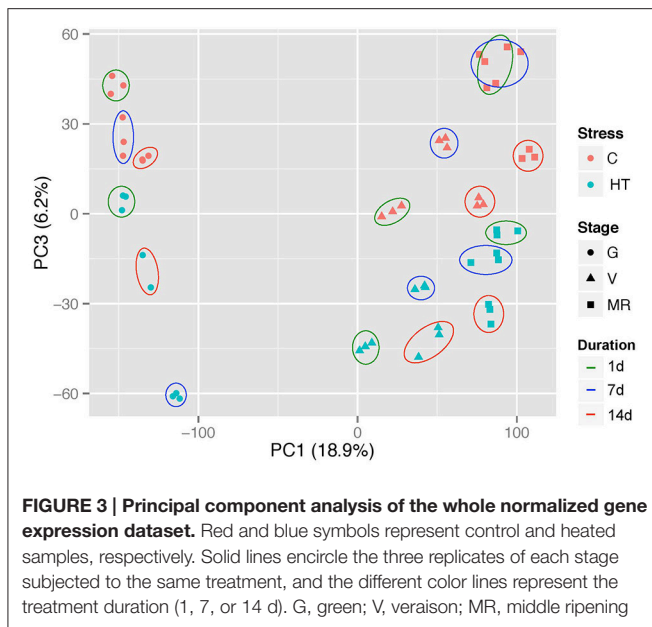 60
30
0
−30
−60
PC3 (6.2%)
−100
0
100
PC1 (18.9%)
Stress
C
HT
Stage
G
V
MR
Duration
1d
7d
14d
FIGURE 3 | Principal component analysis of the whole normalized gene
expression dataset. Red and blue symbols represent control and heated
samples, respectively. Solid lines encircle the three replicates of each stage
subjected to the same treatment, and the different color lines represent the
treatment duration (1, 7, or 14 d). G, green; V, veraison; MR, middle ripening